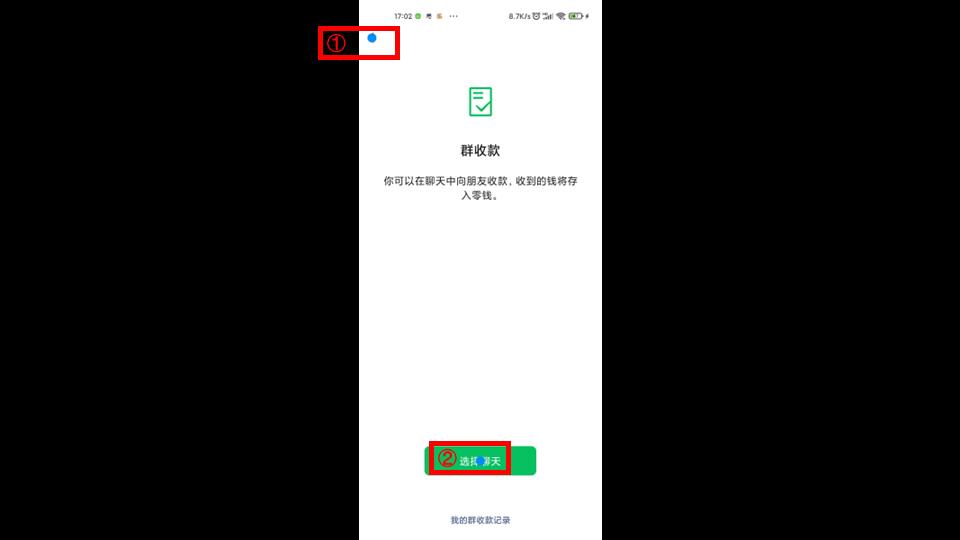 17:02 ... 8.7K/s
①
群收款
你可以在聊天中向朋友收款，收到的钱将存
入零钱。
② 选择聊天
我的群收款记录